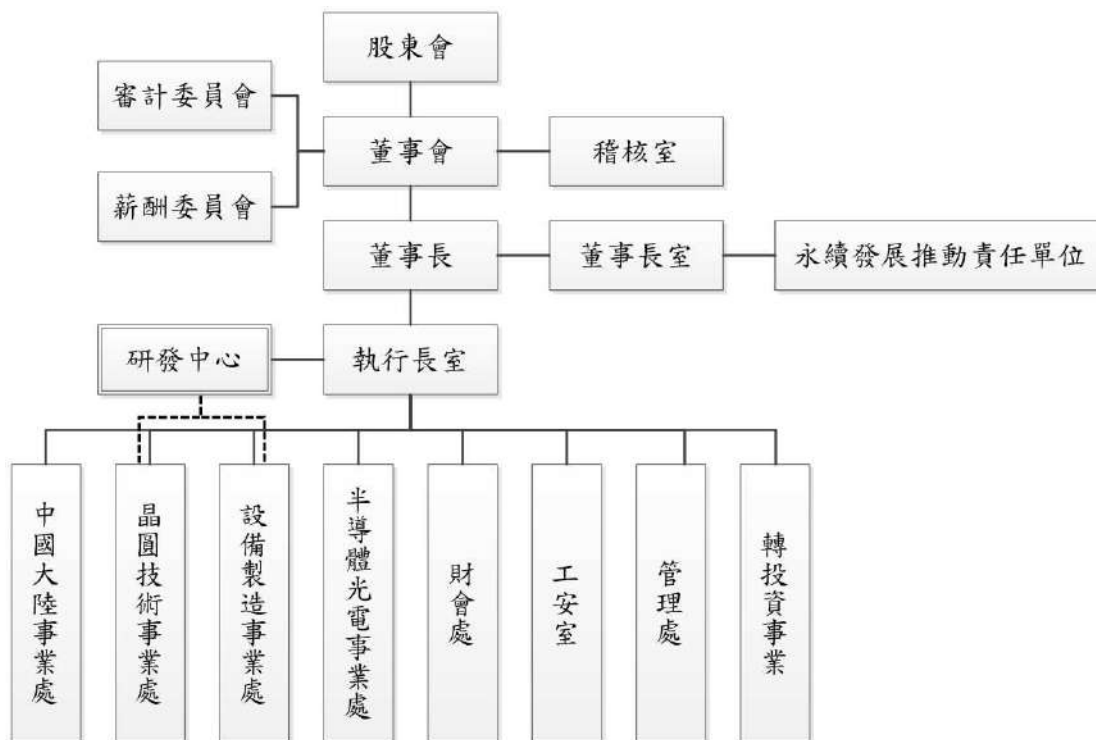 股東會
審計委員會
董事會
稽核室
薪酬委員會
董事長
董事長室
永續發展推動責任單位
研發中心
執行長室
中國大陸事業處
晶圓技術事業處
設備製造事業處
半導體光電事業處
財會處
工安室
管理處
轉投資事業